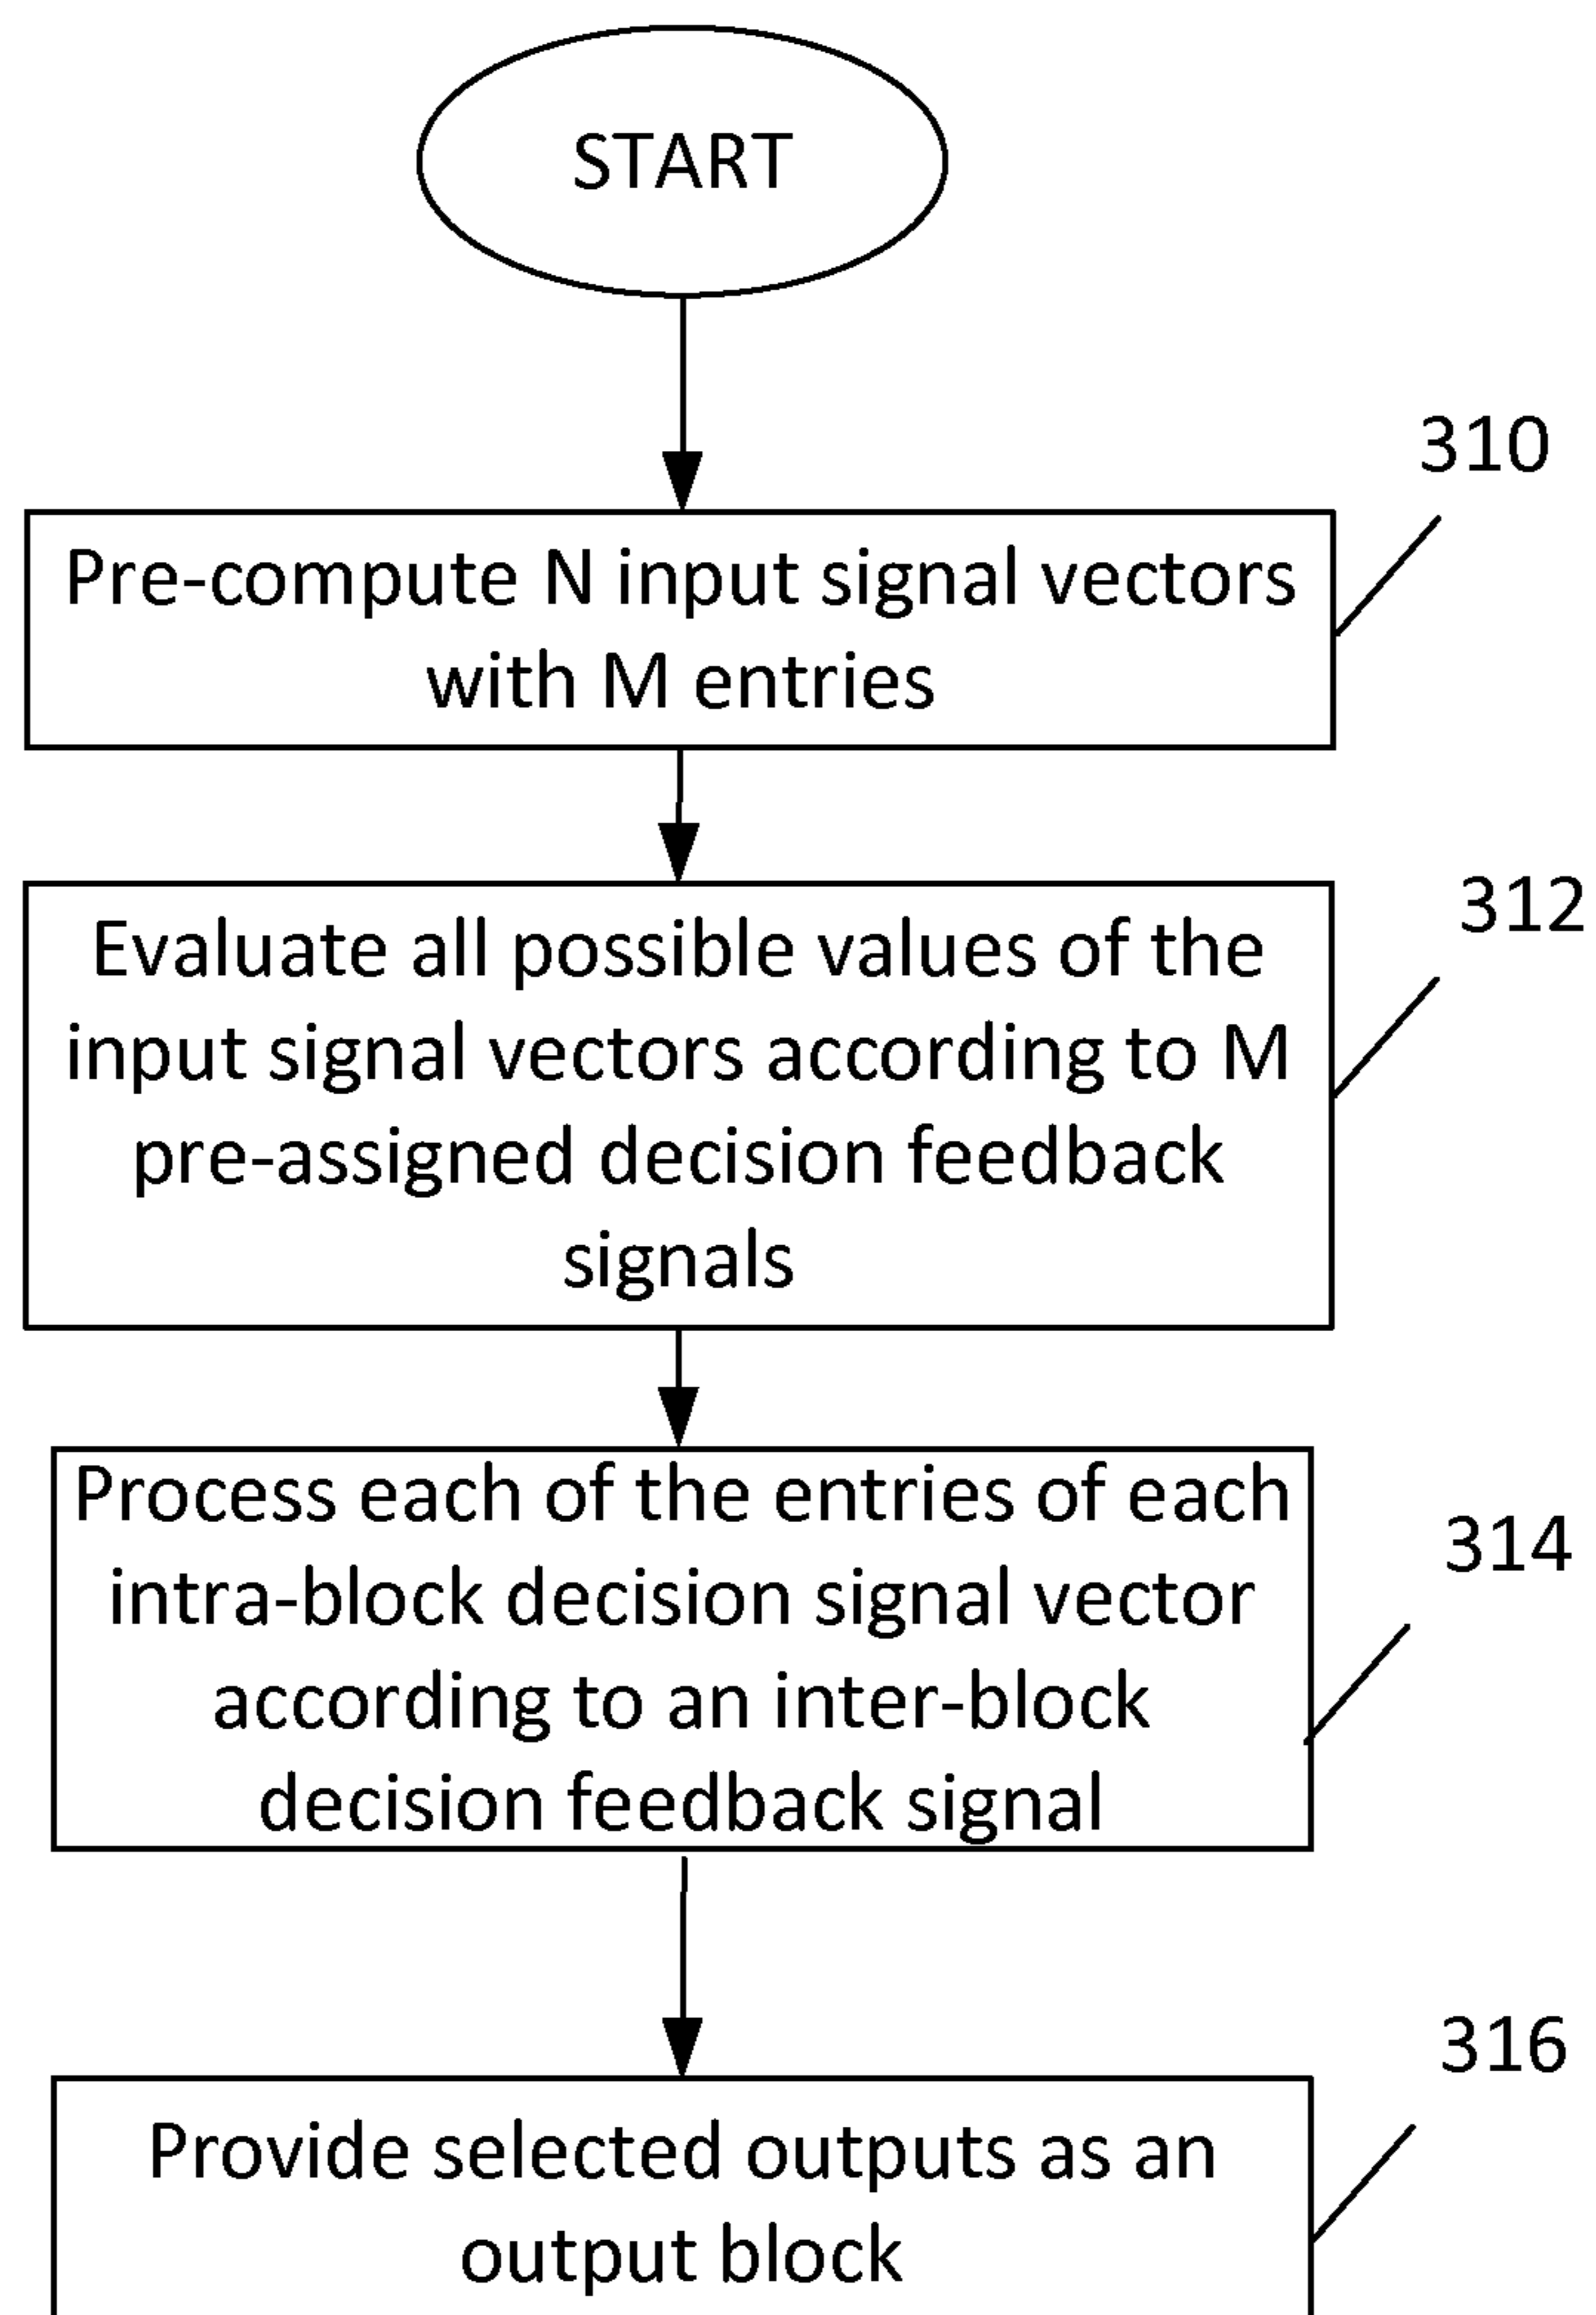 START
310
Pre-compute N input signal vectors
with M entries
312
Evaluate all possible values of the
input signal vectors according to M
pre-assigned decision feedback
signals
314
Process each of the entries of each
intra-block decision signal vector
according to an inter-block
decision feedback signal
316
Provide selected outputs as an
output block